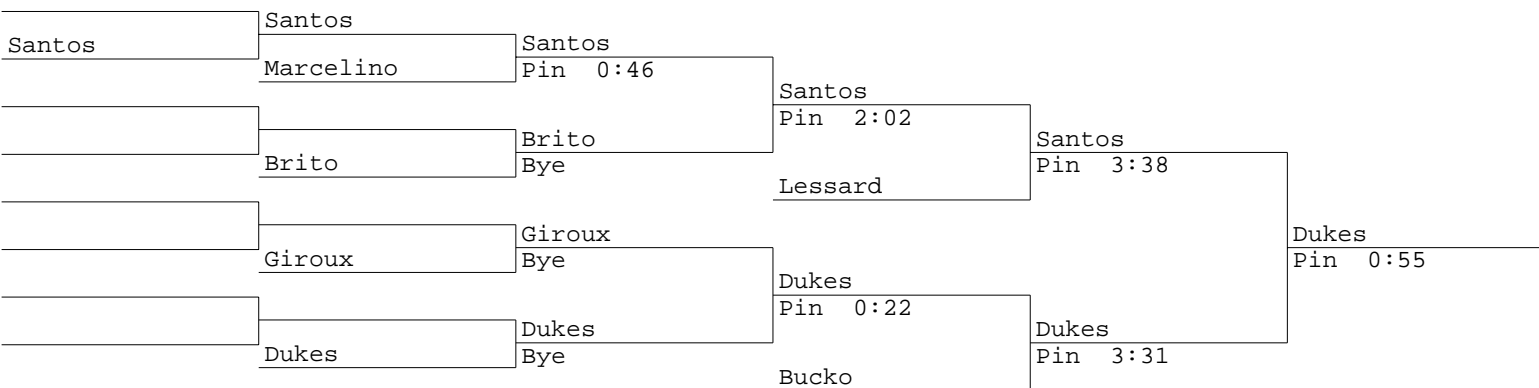 Santos
Santos
Santos
Marcelino
Pin 0:46
Santos
Pin 2:02
Brito
Santos
Brito
Bye
Pin 3:38
Lessard
Giroux
Dukes
Giroux
Bye
Pin 0:55
Dukes
Pin 0:22
Dukes
Dukes
Dukes
Bye
Pin 3:31
Bucko